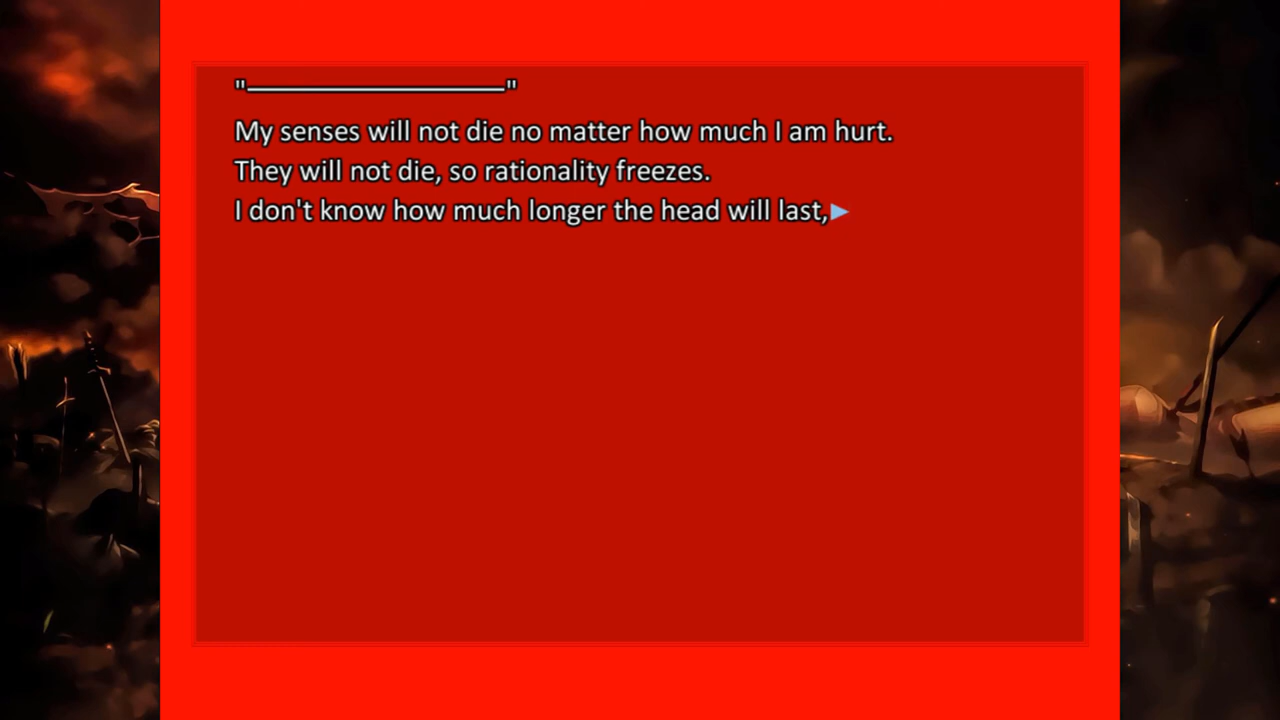 "―――――――――――――"
My senses will not die no matter how much I am hurt.
They will not die, so rationality freezes.
I don't know how much longer the head will last,